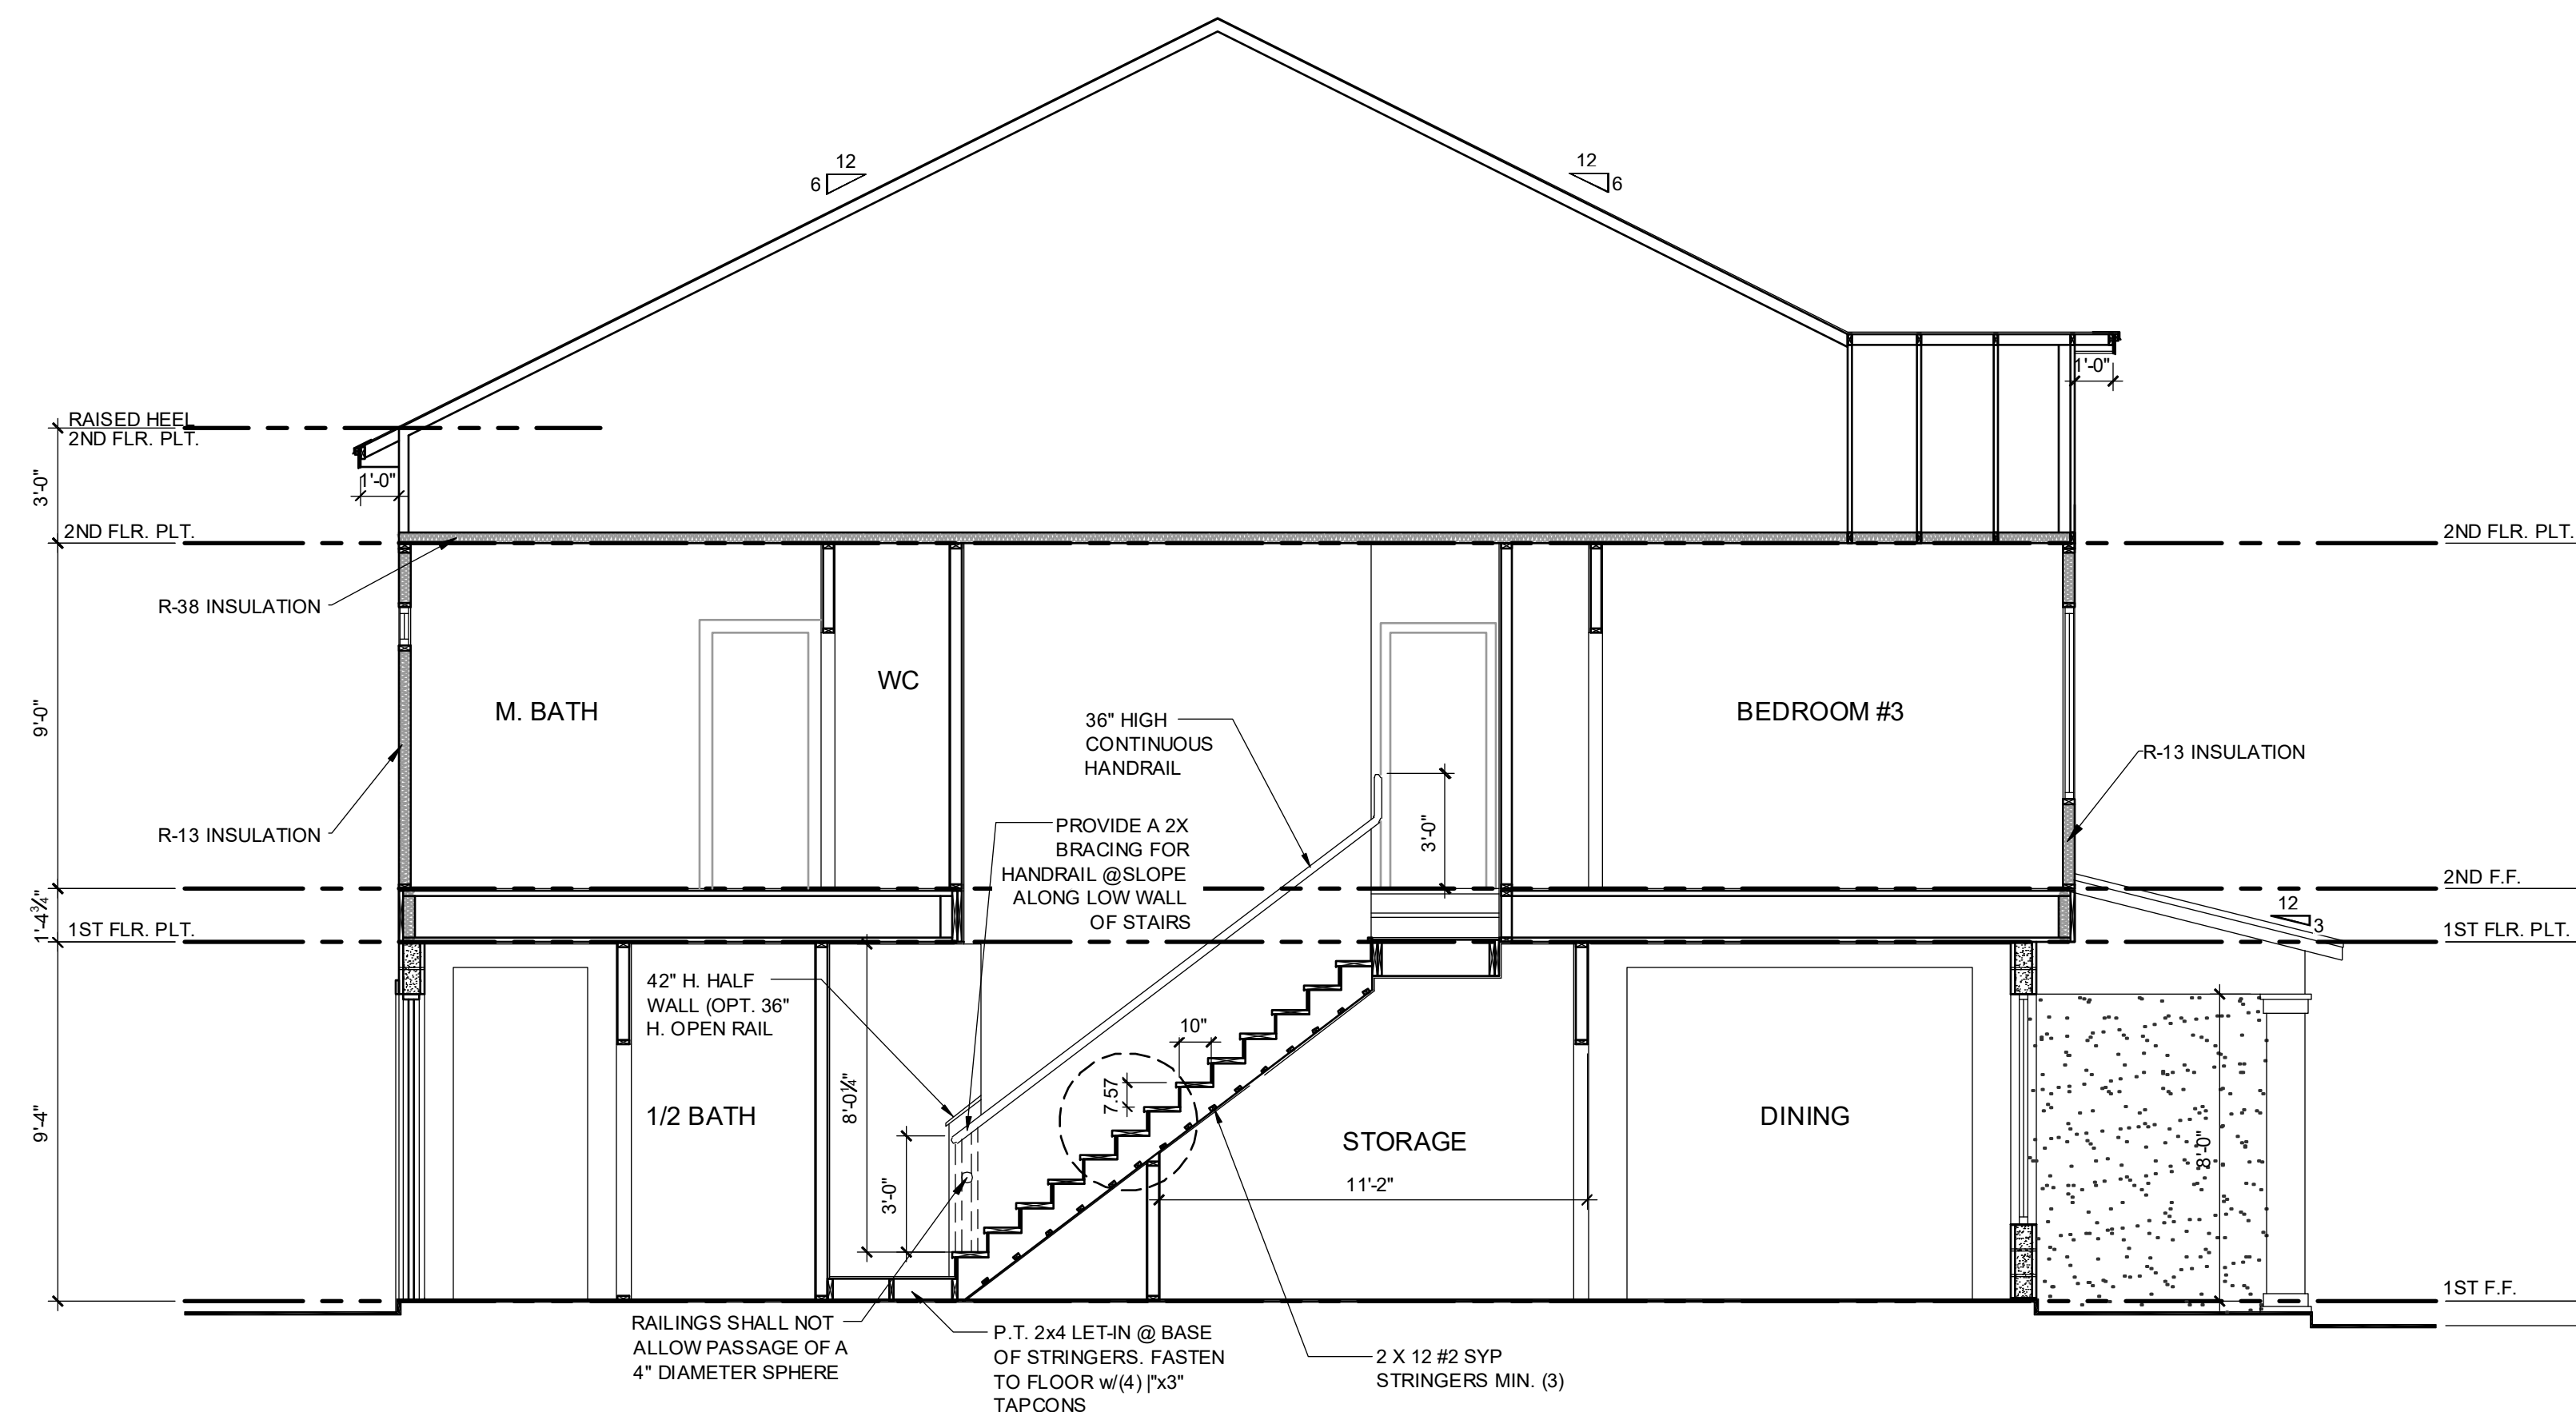 12
6
12
6
1'-0"
RAISED HEEL
2ND FLR. PLT.
3'-0"
1'-0"
2ND FLR. PLT.
2ND FLR. PLT.
R-38 INSULATION
WC
M. BATH
36" HIGH
CONTINUOUS
HANDRAIL
BEDROOM #3
9'-0"
R-13 INSULATION
R-13 INSULATION
PROVIDE A 2X
BRACING FOR
HANDRAIL @SLOPE
ALONG LOW WALL
OF STAIRS
3'-0"
2ND F.F.
12
3
1'-4¾"
1ST FLR. PLT.
1ST FLR. PLT.
42" H. HALF
WALL (OPT. 36"
H. OPEN RAIL
10"
7.57
8'-0¼"
1/2 BATH
STORAGE
DINING
9'-4"
3'-0"
11'-2"
8'-0"
1ST F.F.
RAILINGS SHALL NOT
ALLOW PASSAGE OF A
4" DIAMETER SPHERE
P.T. 2x4 LET-IN @ BASE
OF STRINGERS. FASTEN
TO FLOOR w/(4) |"x3"
TAPCONS
2 X 12 #2 SYP
STRINGERS MIN. (3)